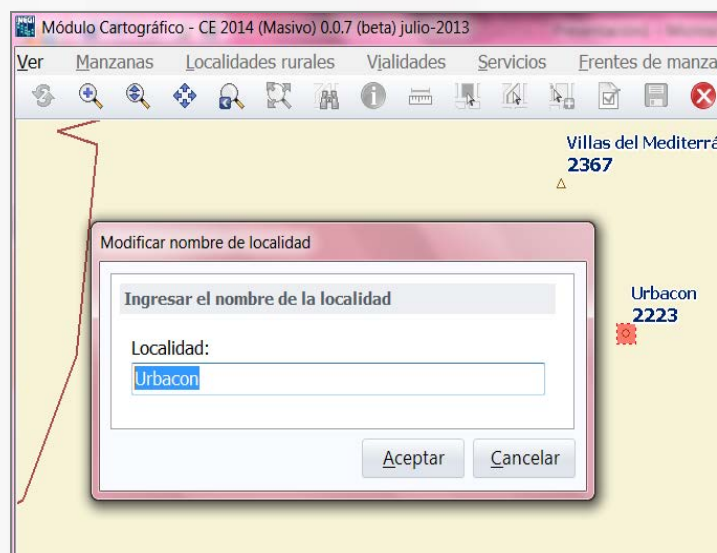 INEGI
Módulo Cartográfico - CE 2014 (Masivo) 0.0.7 (beta) julio-2013
Ver Manzanas Localidades rurales Vialidades Servicios Frentes de manza
Villas del Mediterrá
2367
Modificar nombre de localidad
Ingresar el nombre de la localidad
Localidad:
Urbacon
Aceptar Cancelar
Urbacon
2223